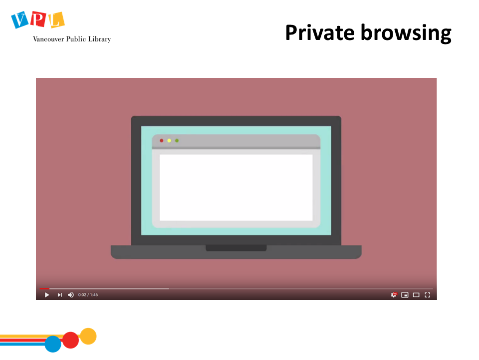 VPL
Vancouver Public Library
Private browsing